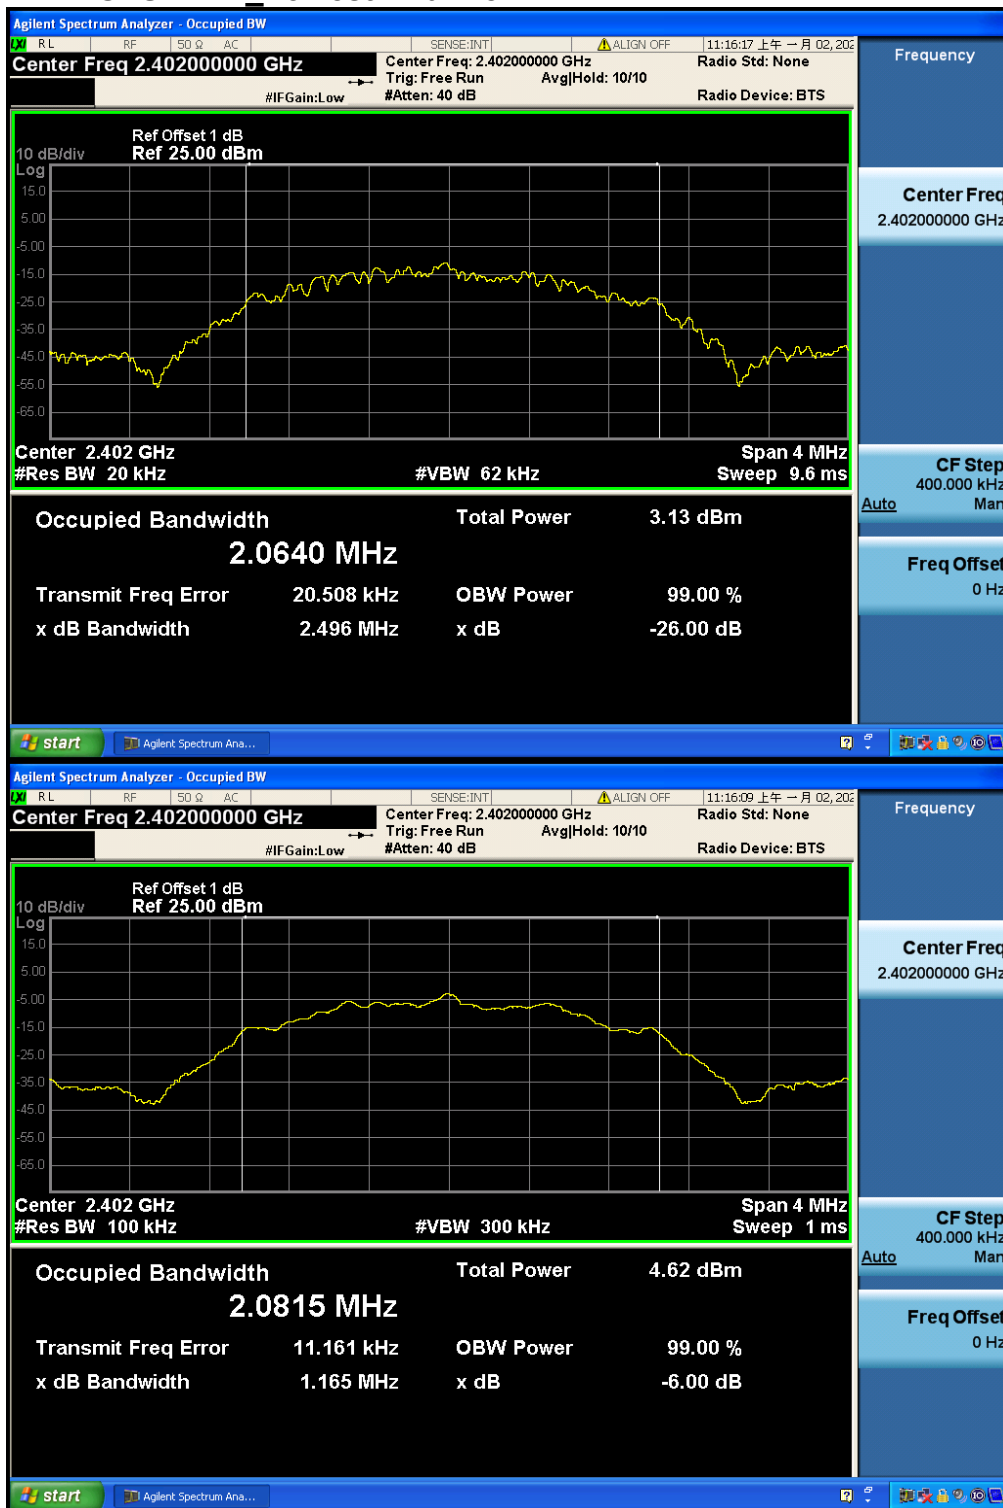 Agilent Spectrum Analyzer - Occupied BW
LXI RL RF 50 Ω AC SENSE:INT ALIGN OFF 11:16:17 上午 一月 02, 202
Center Freq 2.402000000 GHz
Center Freq: 2.402000000 GHz Radio Std: None
Trig: Free Run Avg|Hold: 10/10
#IFGain:Low #Atten: 40 dB Radio Device: BTS
Ref Offset 1 dB
10 dB/div Ref 25.00 dBm
Log
15.0
5.00
-5.00
-15.0
-25.0
-35.0
-45.0
-55.0
-65.0
Center 2.402 GHz Span 4 MHz
#Res BW 20 kHz #VBW 62 kHz Sweep 9.6 ms
Occupied Bandwidth Total Power 3.13 dBm
2.0640 MHz
Transmit Freq Error 20.508 kHz OBW Power 99.00 %
x dB Bandwidth 2.496 MHz x dB -26.00 dB
Frequency
Center Freq
2.402000000 GHz
CF Step
400.000 kHz
Auto Man
Freq Offset
0 Hz
start Agilent Spectrum Ana...
Agilent Spectrum Analyzer - Occupied BW
LXI RL RF 50 Ω AC SENSE:INT ALIGN OFF 11:16:09 上午 一月 02, 202
Center Freq 2.402000000 GHz
Center Freq: 2.402000000 GHz Radio Std: None
Trig: Free Run Avg|Hold: 10/10
#IFGain:Low #Atten: 40 dB Radio Device: BTS
Ref Offset 1 dB
10 dB/div Ref 25.00 dBm
Log
15.0
5.00
-5.00
-15.0
-25.0
-35.0
-45.0
-55.0
-65.0
Center 2.402 GHz Span 4 MHz
#Res BW 100 kHz #VBW 300 kHz Sweep 1 ms
Occupied Bandwidth Total Power 4.62 dBm
2.0815 MHz
Transmit Freq Error 11.161 kHz OBW Power 99.00 %
x dB Bandwidth 1.165 MHz x dB -6.00 dB
Frequency
Center Freq
2.402000000 GHz
CF Step
400.000 kHz
Auto Man
Freq Offset
0 Hz
start Agilent Spectrum Ana...